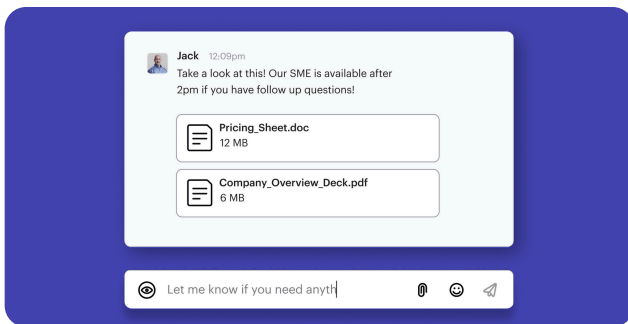 Jack 12:09pm
Take a look at this! Our SME is available after
2pm if you have follow up questions!
Pricing_Sheet.doc
12 MB
Company_Overview_Deck.pdf
6 MB
Let me know if you need anyth